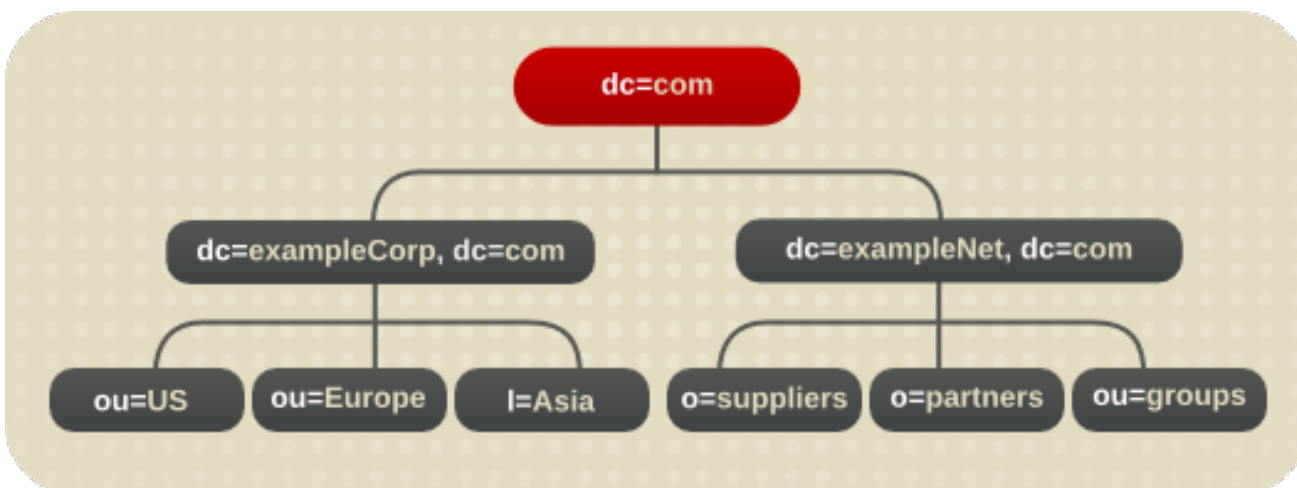 dc=com
dc=exampleCorp, dc=com
dc=exampleNet, dc=com
ou=US
ou=Europe
l=Asia
o=suppliers
o=partners
ou=groups